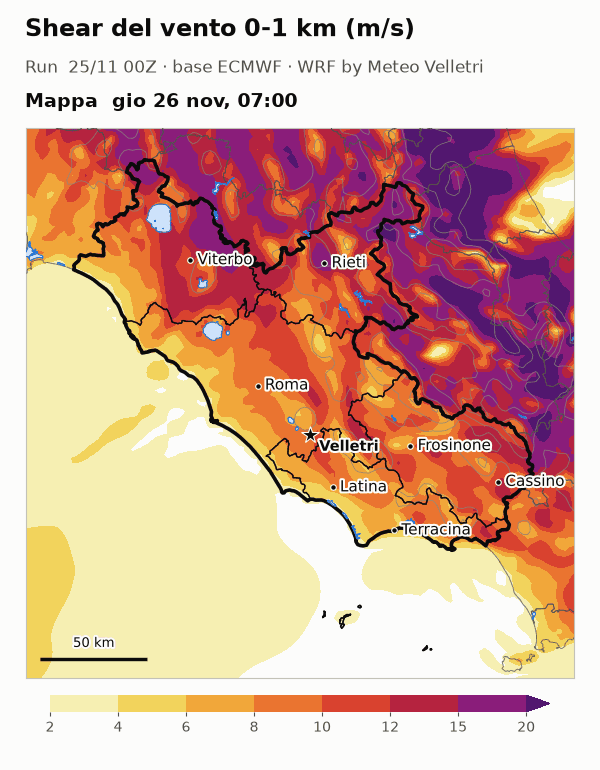 Shear del vento 0-1 km (m/s)
Run  25/11 00Z · base ECMWF · WRF by Meteo Velletri
Mappa  gio 26 nov, 07:00
Viterbo
Rieti
Roma
Velletri
Frosinone
Cassino
Latina
Terracina
50 km
2 4 6 8 10 12 15 20